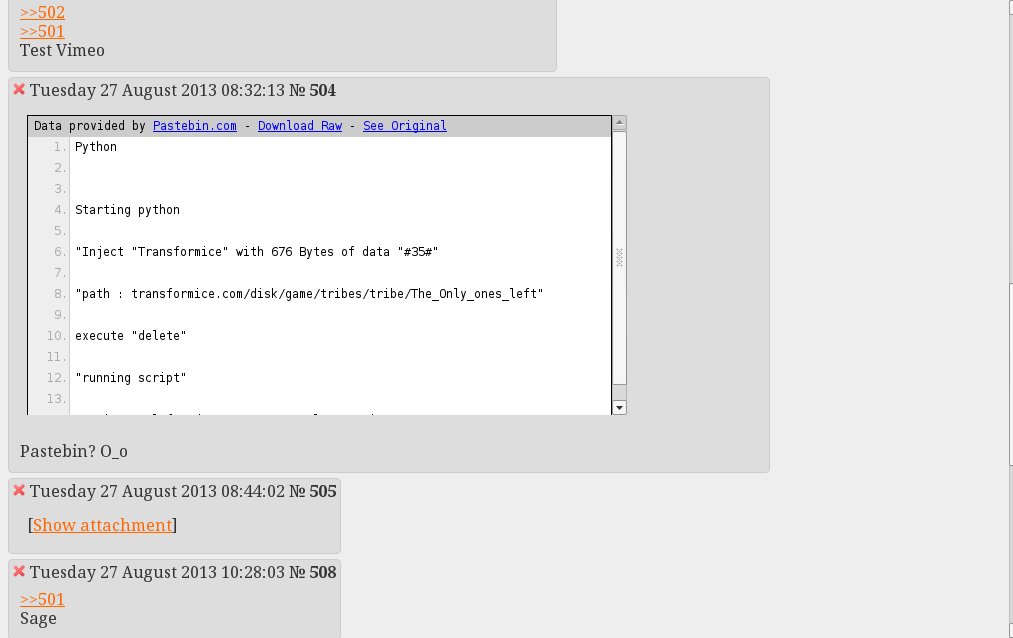 >>502
>>501
Test Vimeo
Tuesday 27 August 2013 08:32:13 № 504
Data provided by Pastebin.com - Download Raw - See Original
1. Python
2.
3.
4. Starting python
5.
6. "Inject "Transformice" with 676 Bytes of data "#35#"
7.
8. "path : transformice.com/disk/game/tribes/tribe/The_Only_ones_left"
9.
10. execute "delete"
11.
12. "running script"
13.
Pastebin? O_o
Tuesday 27 August 2013 08:44:02 № 505
[Show attachment]
Tuesday 27 August 2013 10:28:03 № 508
>>501
Sage